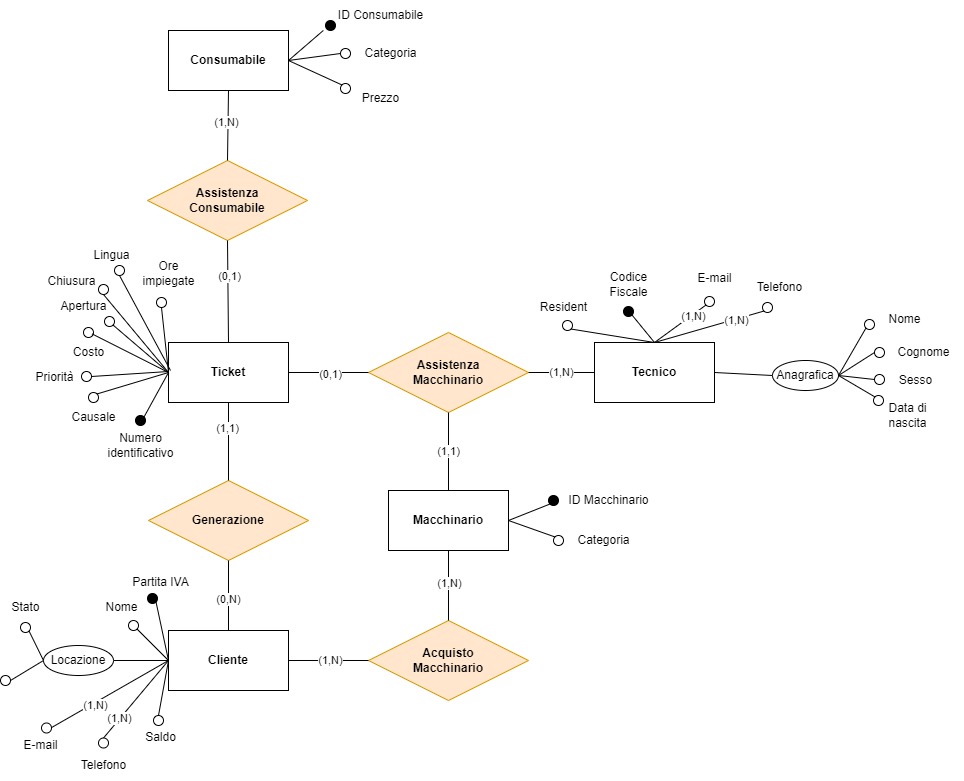 ID Consumabile
Consumabile
Categoria
Prezzo
(1,N)
Assistenza
Consumabile
(0,1)
Lingua
Ore
impiegate
Chiusura
Apertura
Costo
Priorità
Causale
Numero
identificativo
Ticket
(0,1)
Assistenza
Macchinario
(1,N)
Codice
Fiscale
E-mail
Telefono
Resident
(1,N)
(1,N)
Tecnico
Anagrafica
Nome
Cognome
Sesso
Data di
nascita
(1,1)
(1,1)
Generazione
Macchinario
ID Macchinario
Categoria
(0,N)
(1,N)
Partita IVA
Stato
Nome
Locazione
Cliente
(1,N)
Acquisto
Macchinario
(1,N)
(1,N)
E-mail
Saldo
Telefono